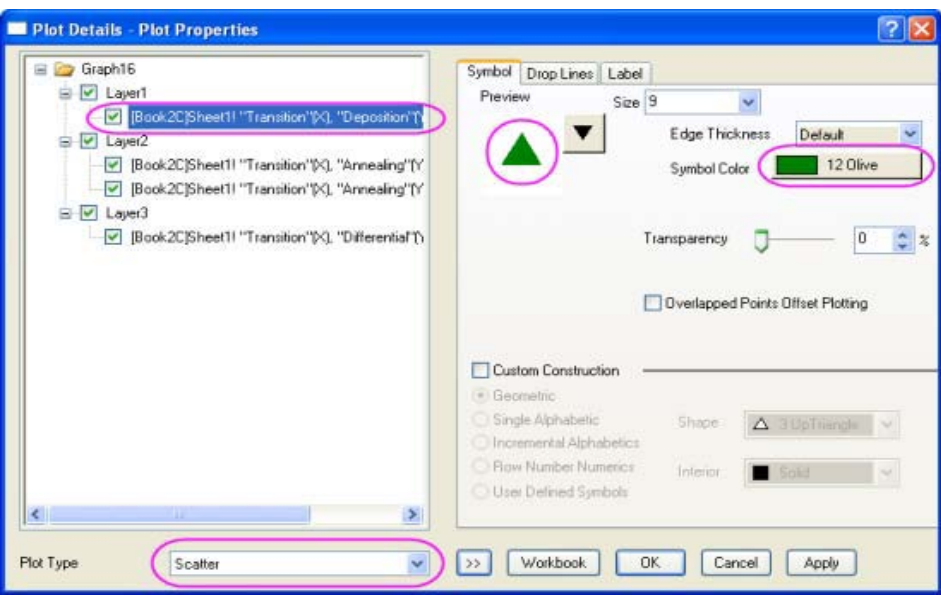 Plot Details - Plot Properties
Graph16
Layer1
[Book2C]Sheet1! "Transition"(X), "Deposition"(
Layer2
[Book2C]Sheet1! "Transition"(X), "Annealing"(Y
[Book2C]Sheet1! "Transition"(X), "Annealing"(Y
Layer3
[Book2C]Sheet1! "Transition"(X), "Differential"(
Plot Type
Scatter
Symbol Drop Lines Label
Preview
Size 9
Edge Thickness Default
Symbol Color 12 Olive
Transparency 0 %
Overlapped Points Offset Plotting
Custom Construction
Geometric
Single Alphabetic
Incremental Alphabetics
Row Number Numerics
User Defined Symbols
Shape 3 UpTriangle
Interior Solid
>> Workbook OK Cancel Apply